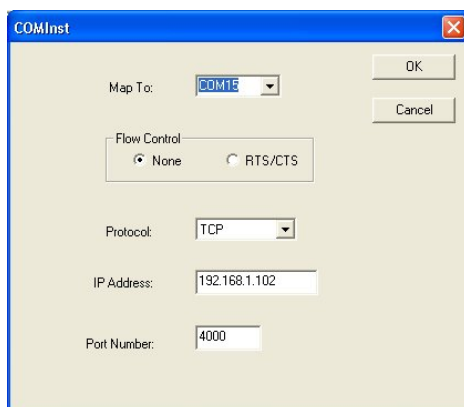 COMInst
Map To: COM15
OK
Cancel
Flow Control
None RTS/CTS
Protocol: TCP
IP Address: 192.168.1.102
Port Number: 4000